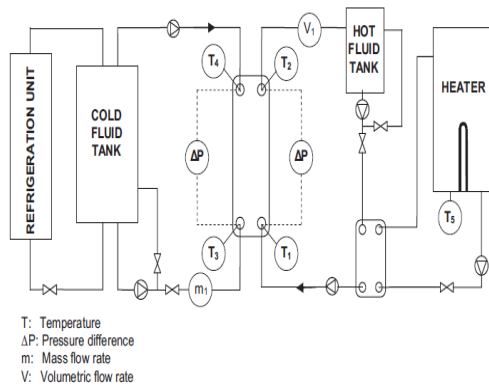 REFRIGERATION UNIT
COLD
FLUID
TANK
T4
T2
V1
HOT
FLUID
TANK
HEATER
ΔP
ΔP
T3
T1
T5
m1
T: Temperature
ΔP: Pressure difference
m: Mass flow rate
V: Volumetric flow rate